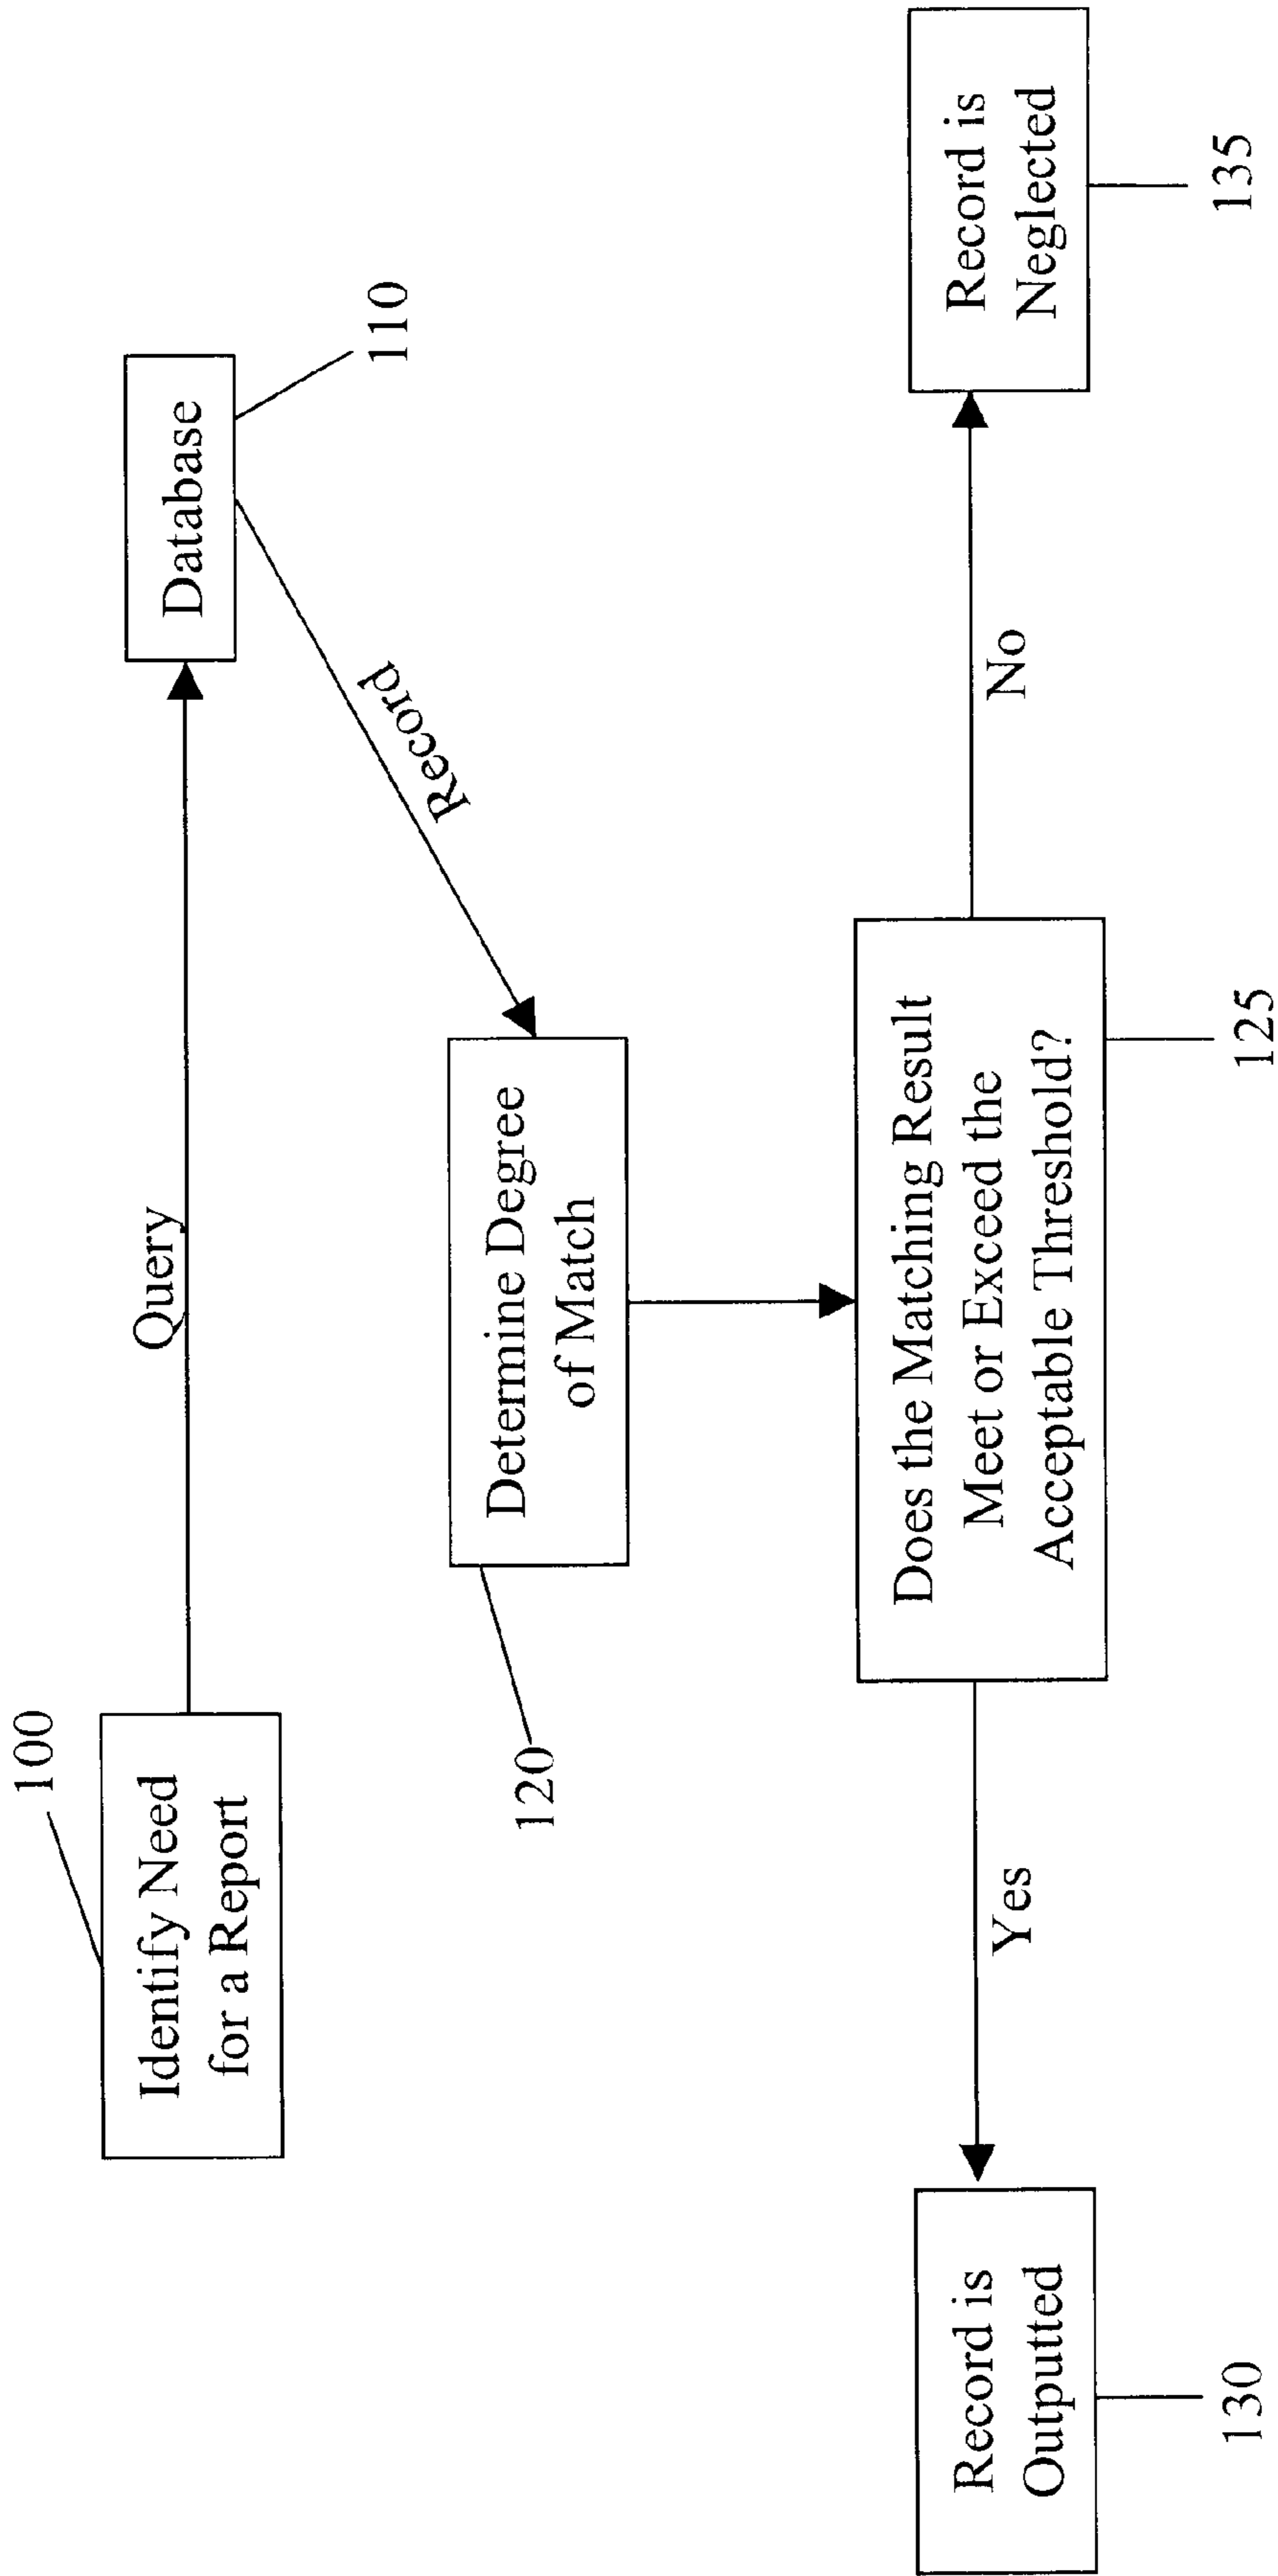 100
Identify Need
for a Report
Query
Database
110
Record
Determine Degree
of Match
120
Does the Matching Result
Meet or Exceed the
Acceptable Threshold?
125
Yes
No
Record is
Outputted
130
Record is
Neglected
135